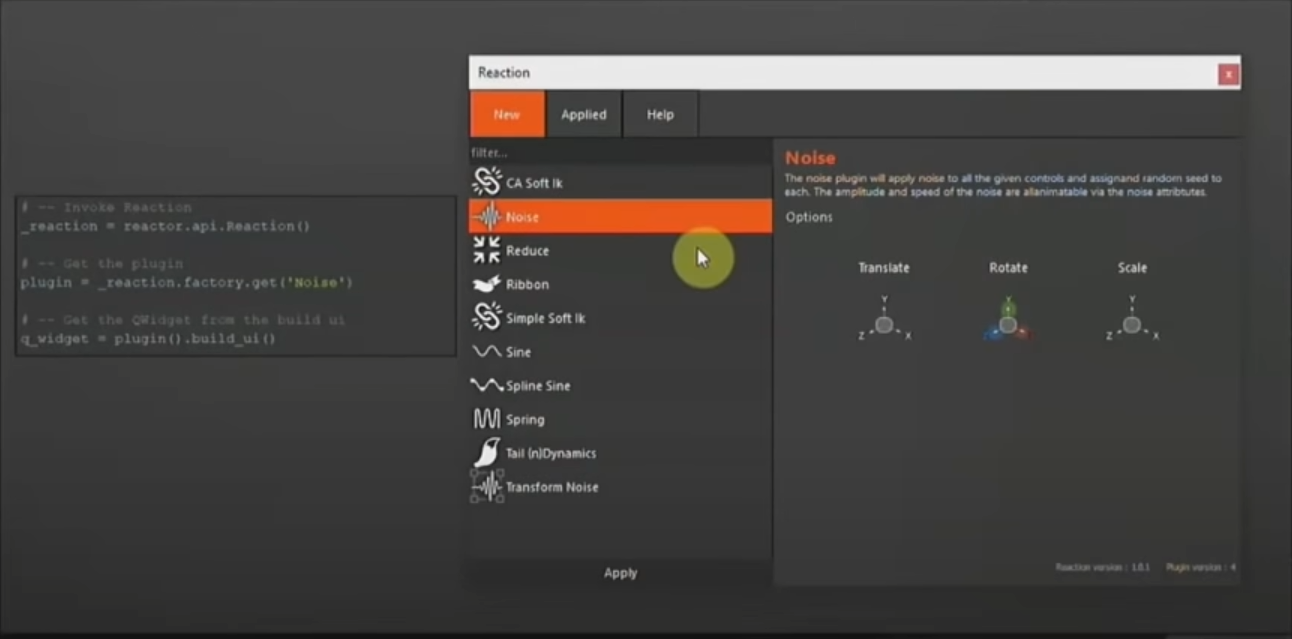 # -- Invoke Reaction
_reaction = reactor.api.Reaction()
# -- Get the plugin
plugin = _reaction.factory.get('Noise')
# -- Get the QWidget from the build ui
q_widget = plugin().build_ui()
Reaction
x
New Applied Help
filter...
CA Soft Ik
Noise
Reduce
Ribbon
Simple Soft Ik
Sine
Spline Sine
Spring
Tail (n)Dynamics
Transform Noise
Apply
Noise
The noise plugin will apply noise to all the given controls and assignand random seed to
each. The amplitude and speed of the noise are allanimatable via the noise attribtutes.
Options
Translate Rotate Scale
Y Y Y
Z X Z X
Reaction version : 1.0.1 Plugin version : 4